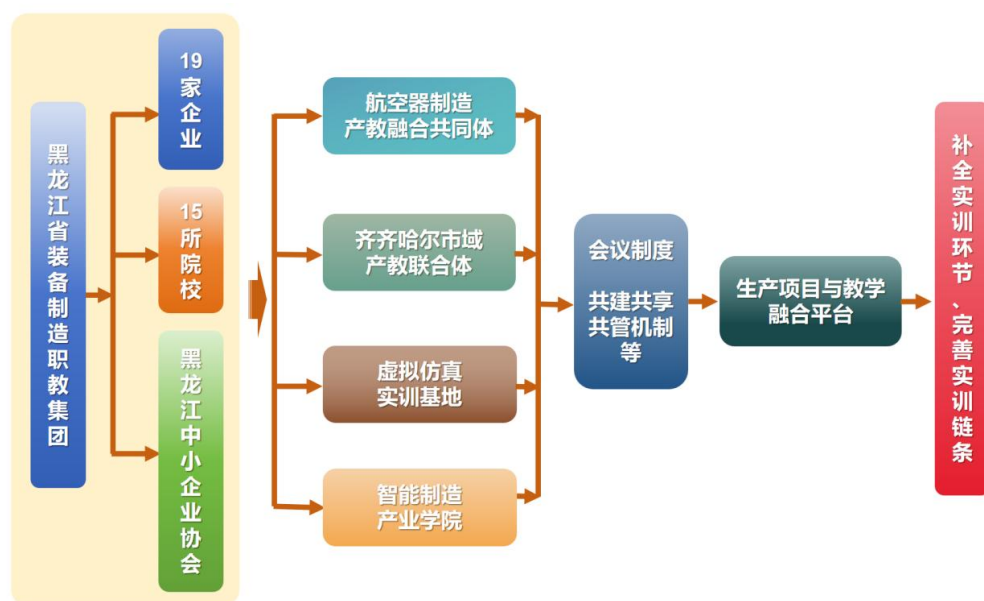 黑龙江省装备制造职教集团
19家企业
15所院校
黑龙江中小企业协会
航空器制造
产教融合共同体
齐齐哈尔市域
产教联合体
虚拟仿真
实训基地
智能制造
产业学院
会议制度
共建共享
共管机制
等
生产项目与教学
融合平台
补全实训环节、完善实训链条